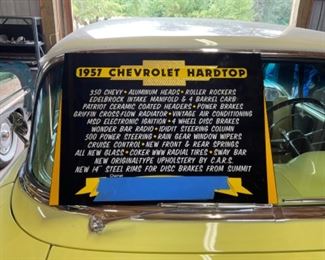 1957 CHEVROLET HARDTOP
350 CHEVY • ALUMINUM HEADS • ROLLER ROCKERS
EDELBROCK INTAKE MANIFOLD & 4 BARREL CARB
PATRIOT CERAMIC COATED HEADERS • POWER BRAKES
GRIFFIN CROSS-FLOW RADIATOR • VINTAGE AIR CONDITIONING
MSD ELECTRONIC IGNITION • 4 WHEEL DISC BRAKES
WONDER BAR RADIO • IDIDIT STEERING COLUMN
500 POWER STEERING • RAIN GEAR WINDOW WIPERS
CRUISE CONTROL • NEW FRONT & REAR SPRINGS
ALL NEW GLASS • COKER WWW RADIAL TIRES • SWAY BAR
NEW ORIGINALTYPE UPHOLSTERY BY C.A.R.S.
NEW 14" STEEL RIMS FOR DISC BRAKES FROM SUMMIT
Owner